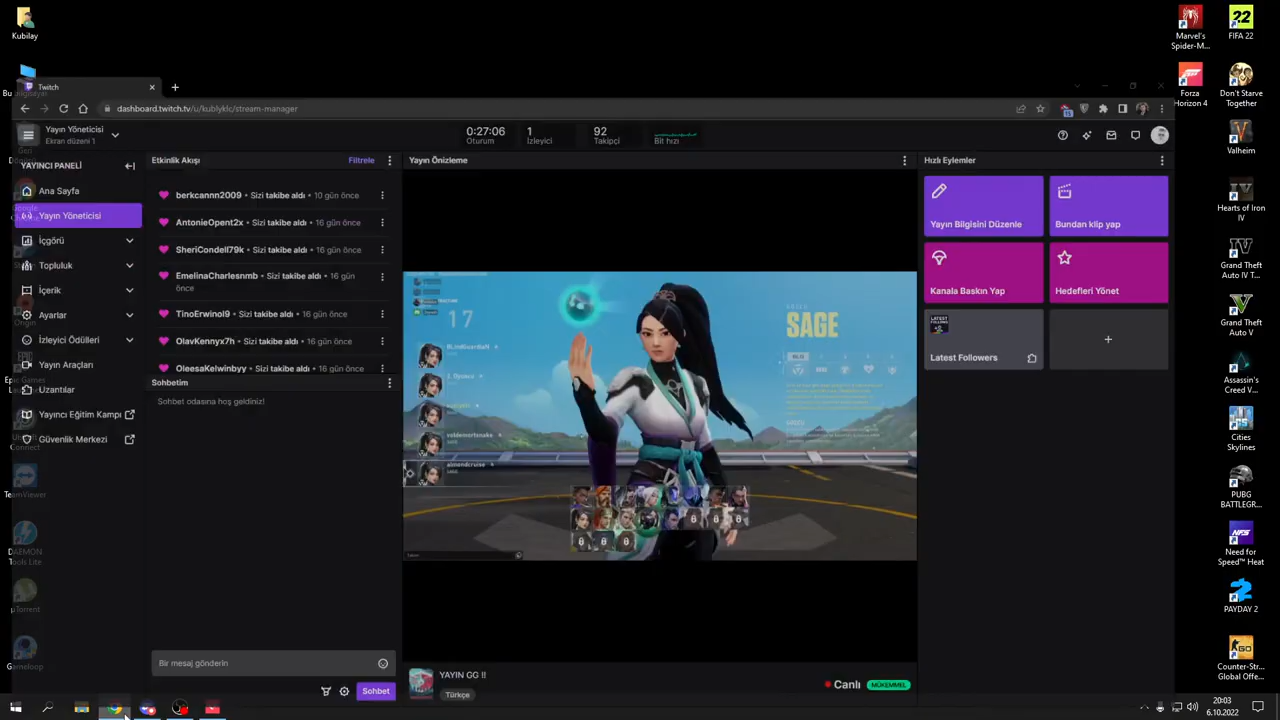 Kubilay
Marvel's
Spider-M...
FIFA 22
Forza
Horizon 4
Don't Starve
Together
Valorant
Valheim
Hearts of Iron
IV
Grand Theft
Auto IV T...
Grand Theft
Auto V
Assassin's
Creed V...
Cities
Skylines
PUBG
BATTLEGR...
Need for
Speed™ Heat
PAYDAY 2
Counter-Str...
Global Offe...
Connect
TeamViewer
DAEMON
Tools Lite
µTorrent
Gameloop
Twitch
dashboard.twitch.tv/u/kublyklc/stream-manager
Yayın Yöneticisi
Ekran düzeni 1
0:27:06
Oturum
1
İzleyici
92
Takipçi
Bit hızı
YAYINCI PANELİ
Ana Sayfa
Yayın Yöneticisi
İçgörü
Topluluk
İçerik
Ayarlar
İzleyici Ödülleri
Yayın Araçları
Uzantılar
Yayıncı Eğitim Kampı
Güvenlik Merkezi
Etkinlik Akışı
Filtrele
berkcannn2009 • Sizi takibe aldı • 10 gün önce
AntonieOpent2x • Sizi takibe aldı • 16 gün önce
SheriCondell79k • Sizi takibe aldı • 16 gün önce
EmelinaCharlesnmb • Sizi takibe aldı • 16 gün
önce
TinoErwinol9 • Sizi takibe aldı • 16 gün önce
OlavKennyx7h • Sizi takibe aldı • 16 gün önce
OleesaKelwinbyy • Sizi takibe aldı • 16 gün önce
Sohbetim
Sohbet odasına hoş geldiniz!
Bir mesaj gönderin
Sohbet
Yayın Önizleme
17
SAGE
BLindGuardiaN
voldemortsnake
almondcruise
YAYIN GG !!
Türkçe
Canlı
MÜKEMMEL
Hızlı Eylemler
Yayın Bilgisini Düzenle
Bundan klip yap
Kanala Baskın Yap
Hedefleri Yönet
LATEST
Latest Followers
20:03
6.10.2022